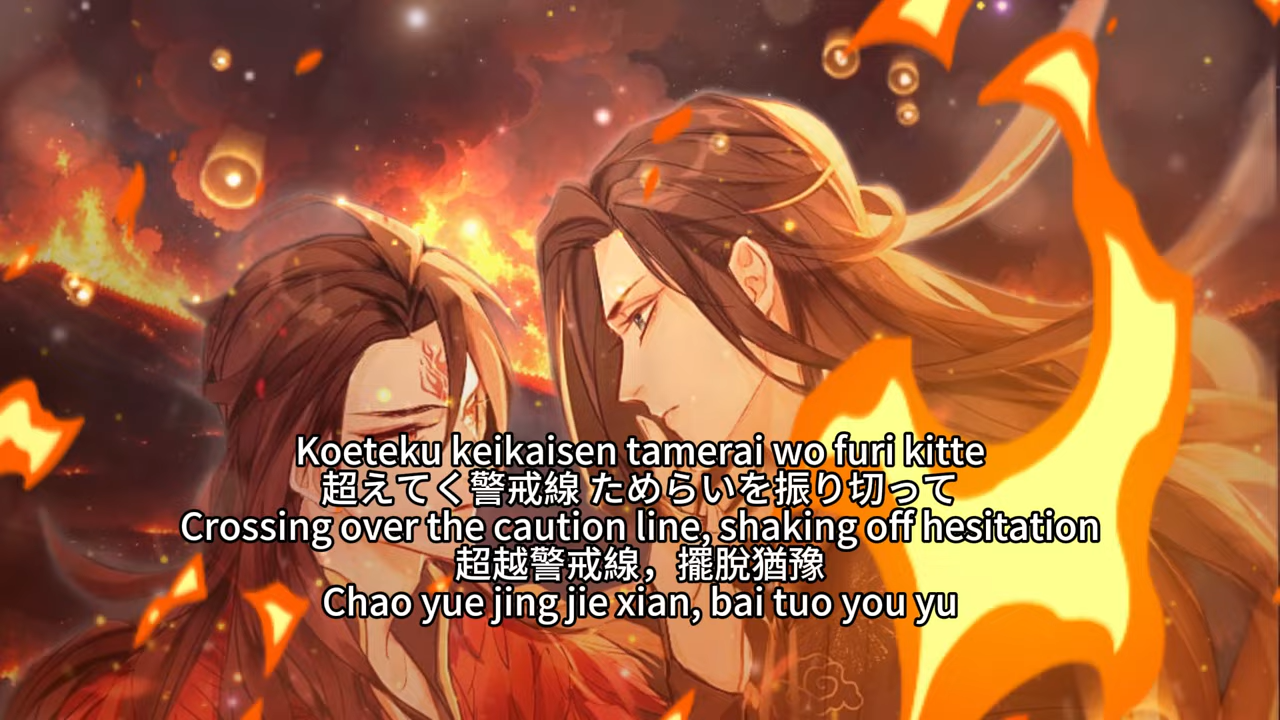 Koeteku keikaisen tamerai wo furi kitte
超えてく警戒線 ためらいを振り切って
Crossing over the caution line, shaking off hesitation
超越警戒線，擺脫猶豫
Chao yue jing jie xian, bai tuo you yu